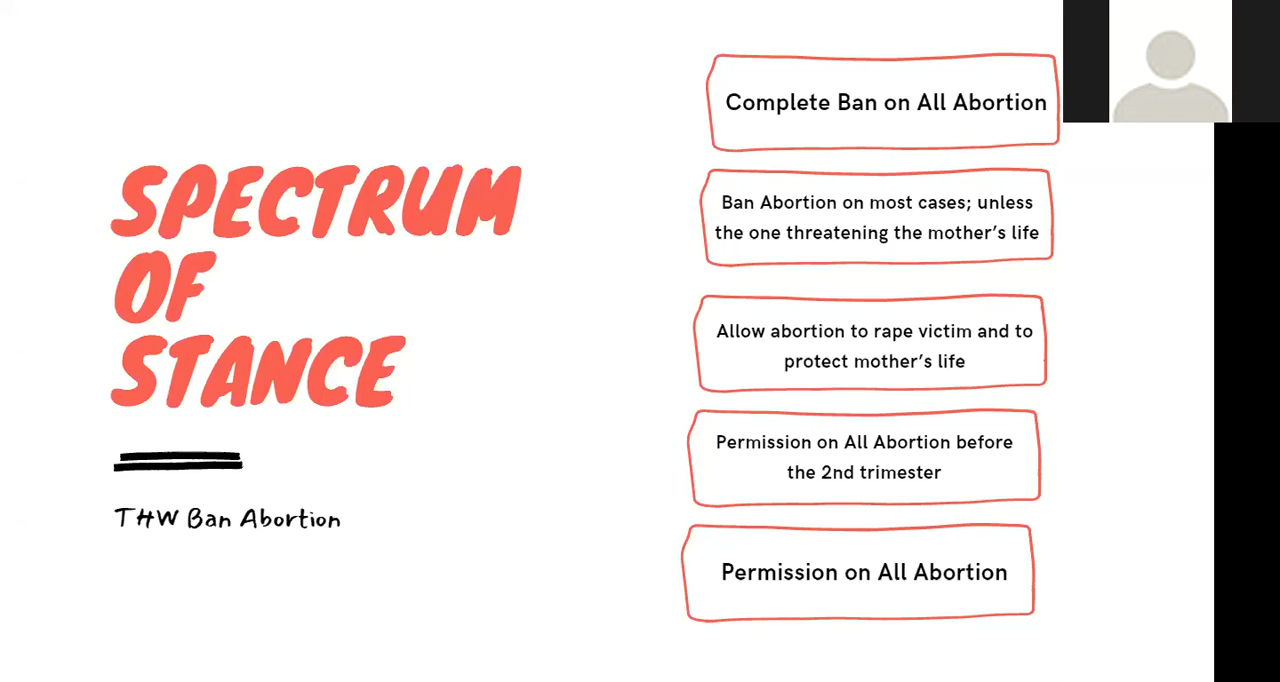 SPECTRUM
OF
STANCE
THW Ban Abortion
Complete Ban on All Abortion
Ban Abortion on most cases; unless
the one threatening the mother's life
Allow abortion to rape victim and to
protect mother's life
Permission on All Abortion before
the 2nd trimester
Permission on All Abortion